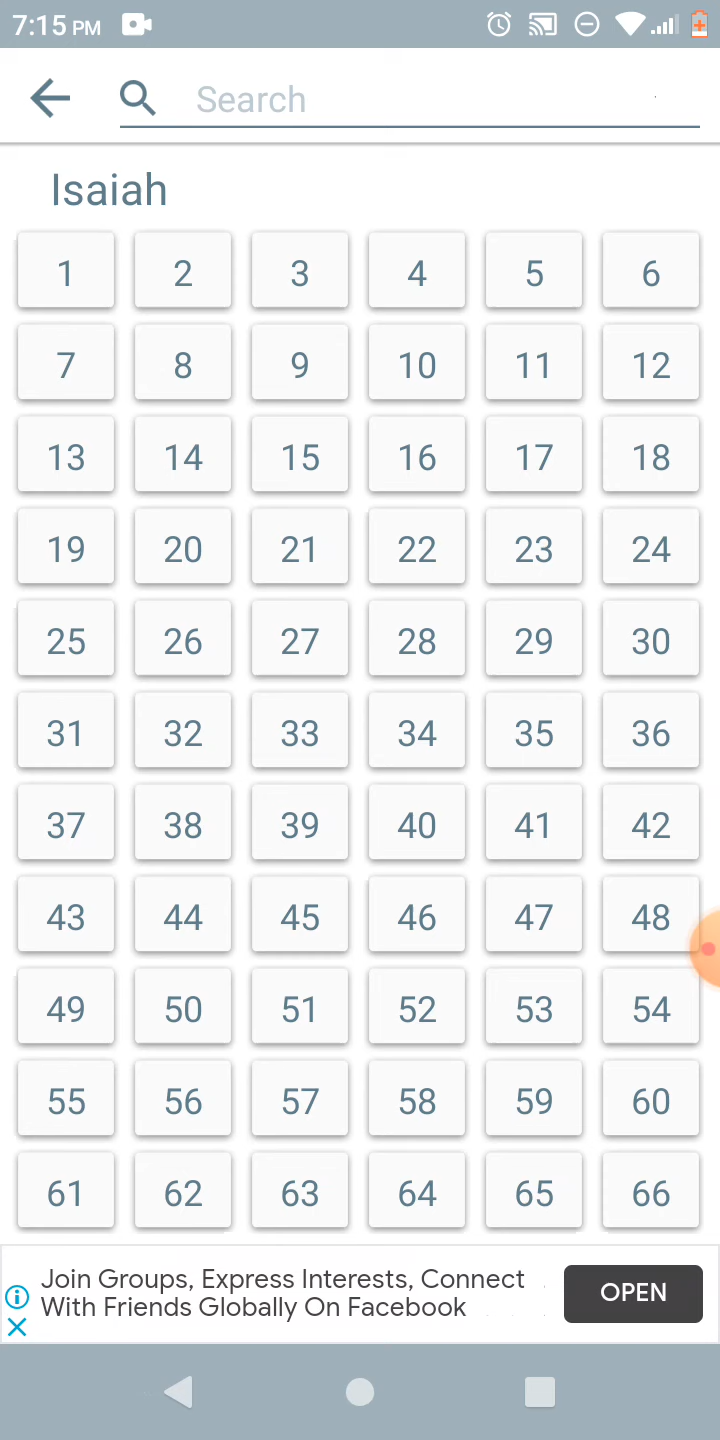 7:15 PM
Search
Isaiah
1 2 3 4 5 6
7 8 9 10 11 12
13 14 15 16 17 18
19 20 21 22 23 24
25 26 27 28 29 30
31 32 33 34 35 36
37 38 39 40 41 42
43 44 45 46 47 48
49 50 51 52 53 54
55 56 57 58 59 60
61 62 63 64 65 66
Join Groups, Express Interests, Connect
With Friends Globally On Facebook
OPEN